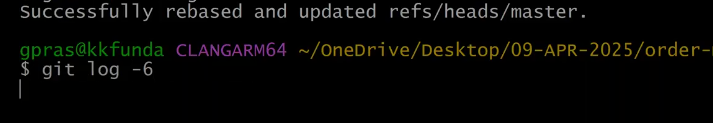 Successfully rebased and updated refs/heads/master.
gpras@kkfunda CLANGARM64 ~/OneDrive/Desktop/09-APR-2025/order-
$ git log -6